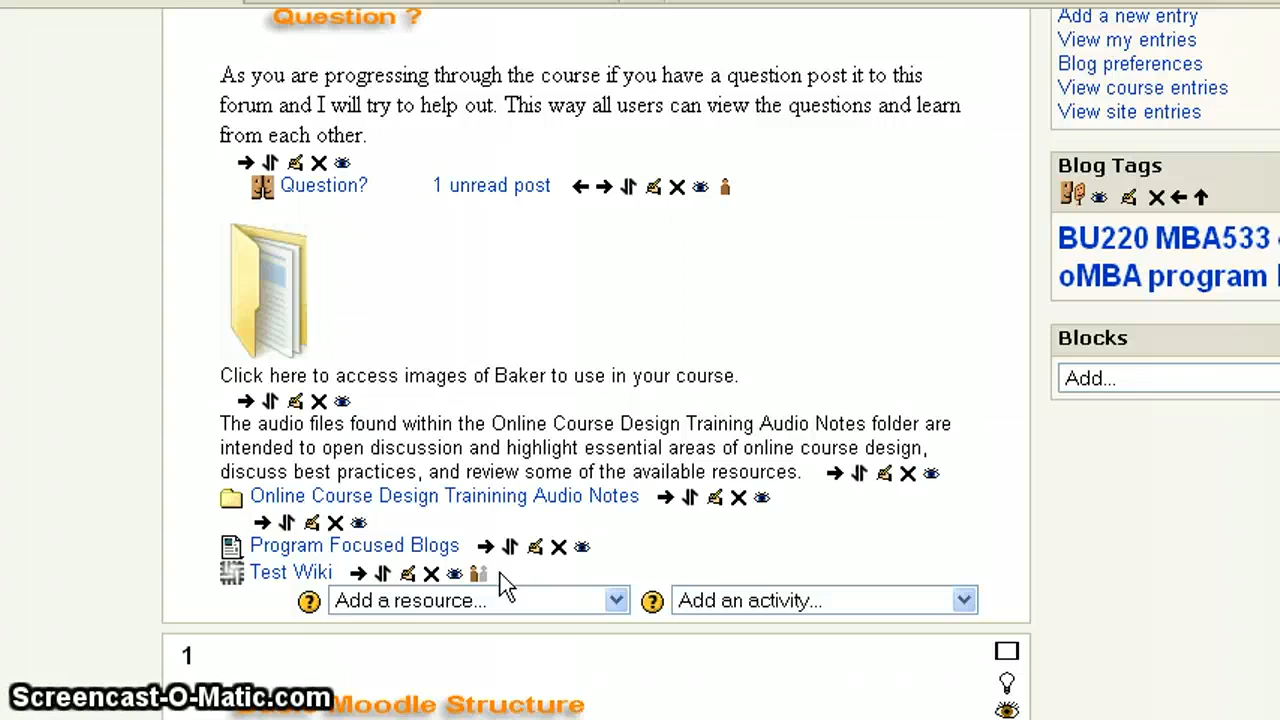 Question ?
As you are progressing through the course if you have a question post it to this
forum and I will try to help out. This way all users can view the questions and learn
from each other.
Question? 1 unread post
Click here to access images of Baker to use in your course.
The audio files found within the Online Course Design Training Audio Notes folder are
intended to open discussion and highlight essential areas of online course design,
discuss best practices, and review some of the available resources.
Online Course Design Trainining Audio Notes
Program Focused Blogs
Test Wiki
? Add a resource... ? Add an activity...
1
Moodle Structure
Add a new entry
View my entries
Blog preferences
View course entries
View site entries
Blog Tags
BU220 MBA533
oMBA program
Blocks
Add...
Screencast-O-Matic.com